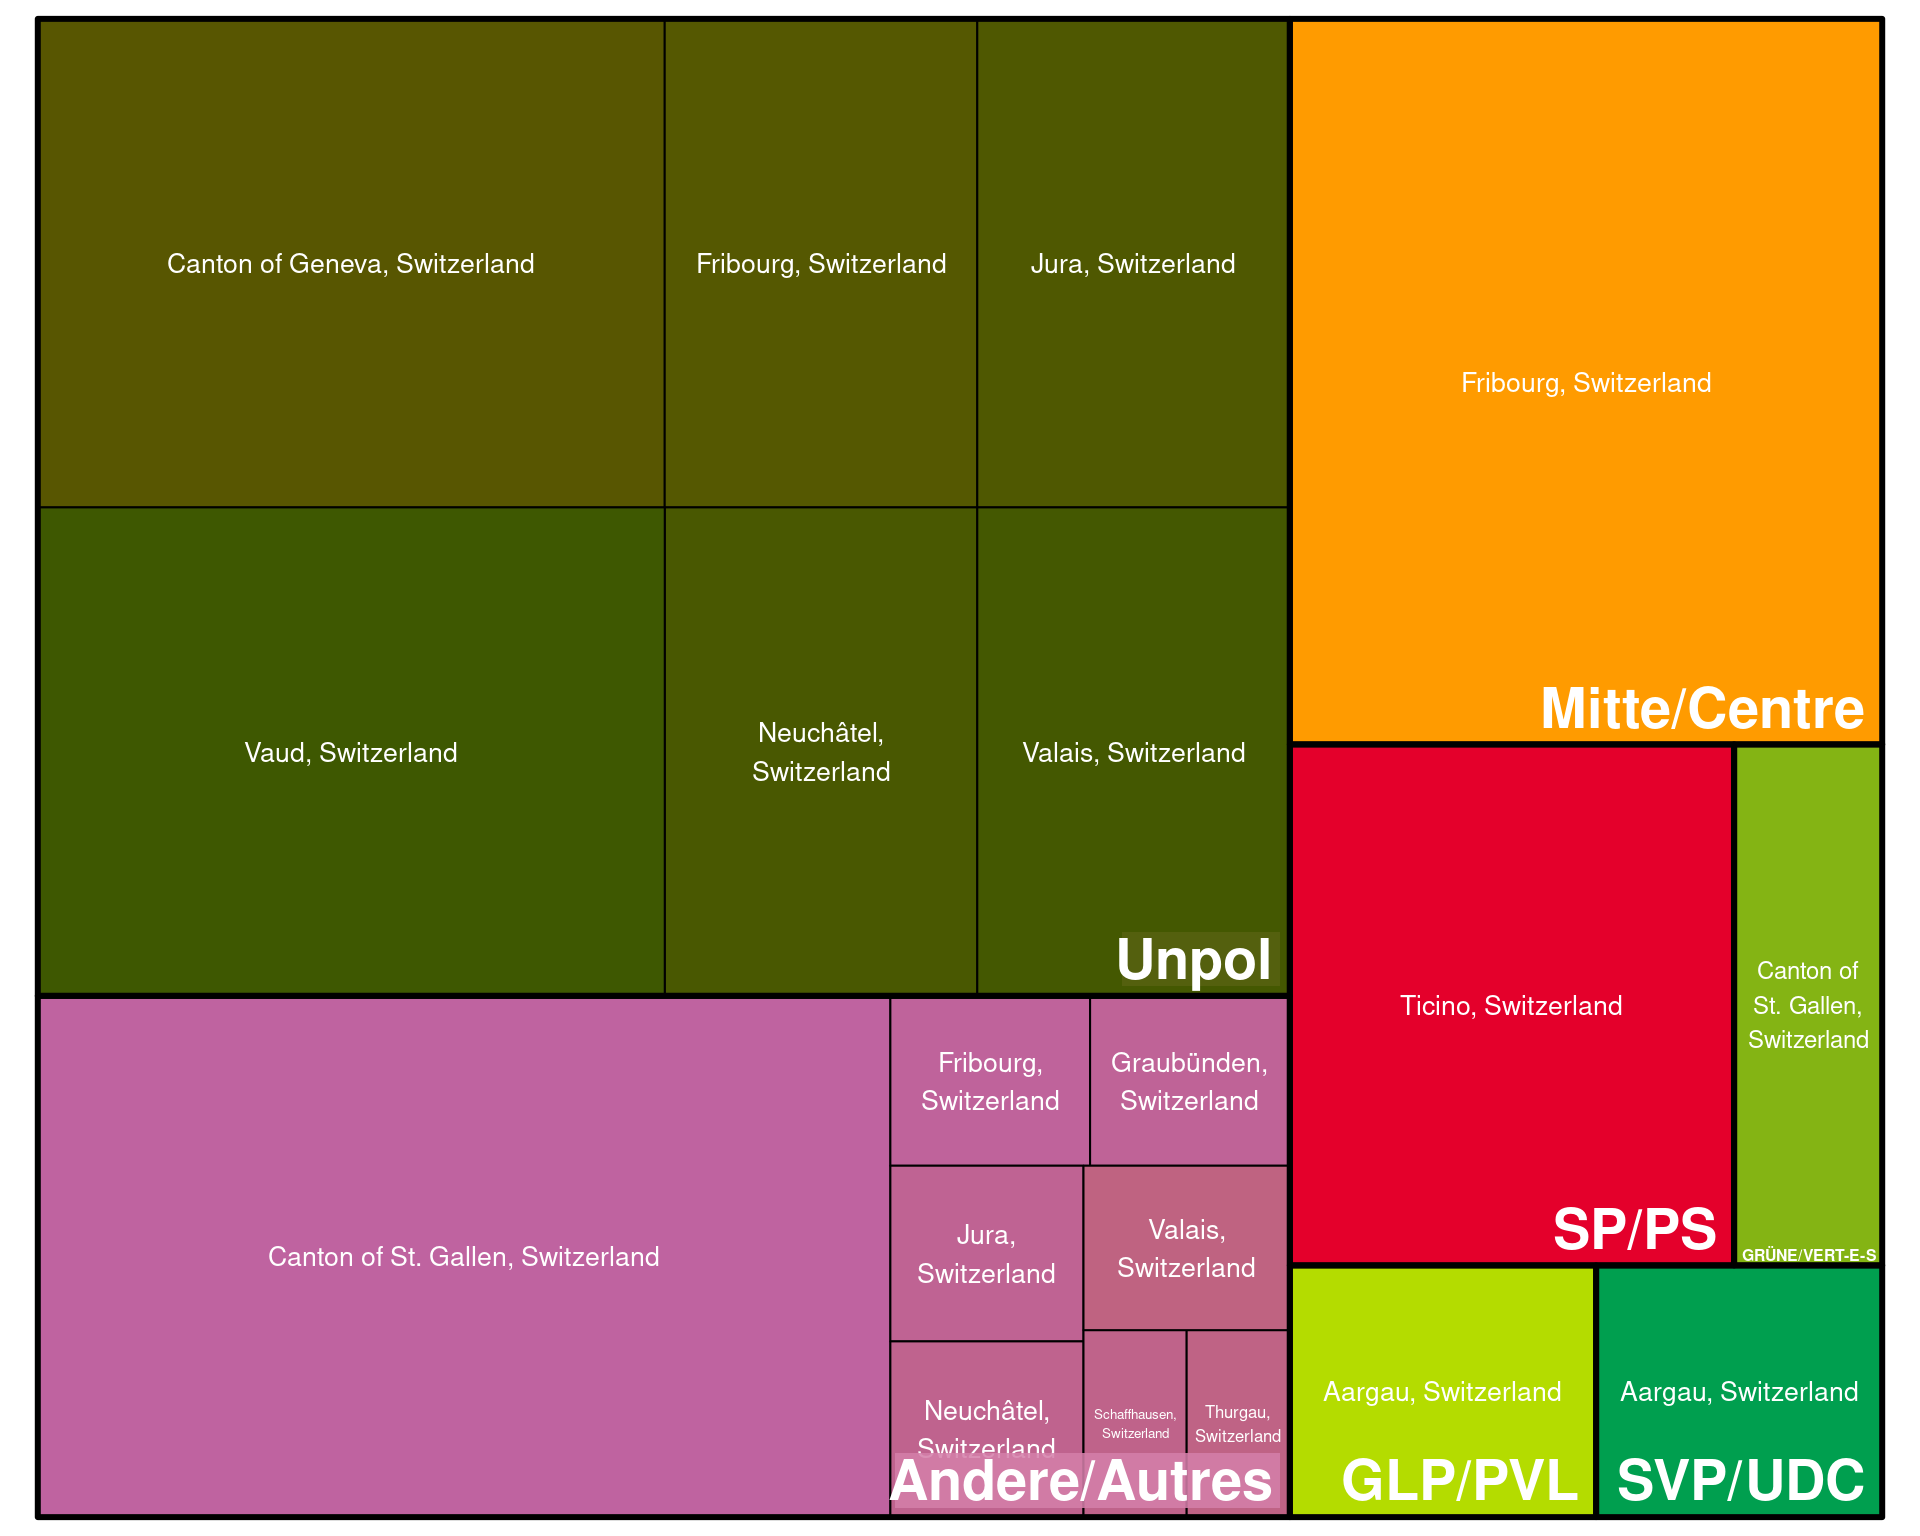 Canton of Geneva, Switzerland
Fribourg, Switzerland
Jura, Switzerland
Vaud, Switzerland
Neuchâtel,
Switzerland
Valais, Switzerland
Unpol
Canton of St. Gallen, Switzerland
Fribourg,
Switzerland
Graubünden,
Switzerland
Jura,
Switzerland
Valais,
Switzerland
Neuchâtel,
Switzerland
Schaffhausen,
Switzerland
Thurgau,
Switzerland
Andere/Autres
Fribourg, Switzerland
Mitte/Centre
Ticino, Switzerland
SP/PS
Canton of
St. Gallen,
Switzerland
GRÜNE/VERT-E-S
Aargau, Switzerland
GLP/PVL
Aargau, Switzerland
SVP/UDC